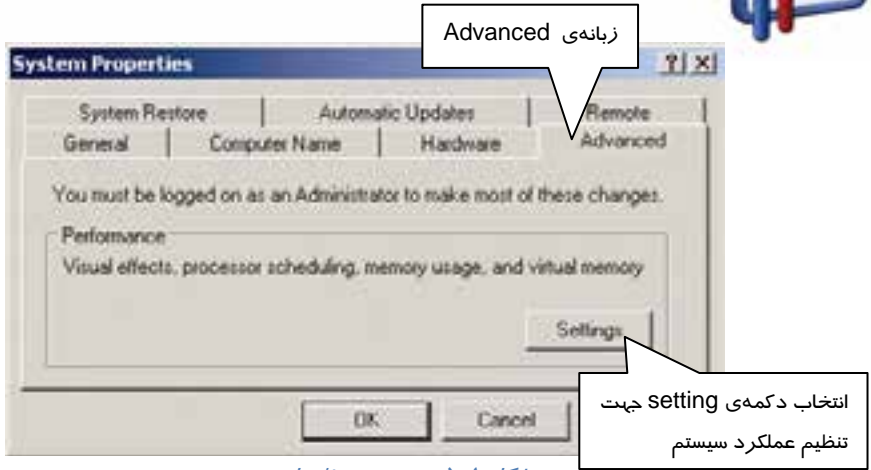 زبانه‌ی Advanced
System Properties
System Restore
Automatic Updates
Remote
General
Computer Name
Hardware
Advanced
You must be logged on as an Administrator to make most of these changes.
Performance
Visual effects, processor scheduling, memory usage, and virtual memory
Settings
انتخاب دکمه‌ی setting جهت
تنظیم عملکرد سیستم
OK
Cancel